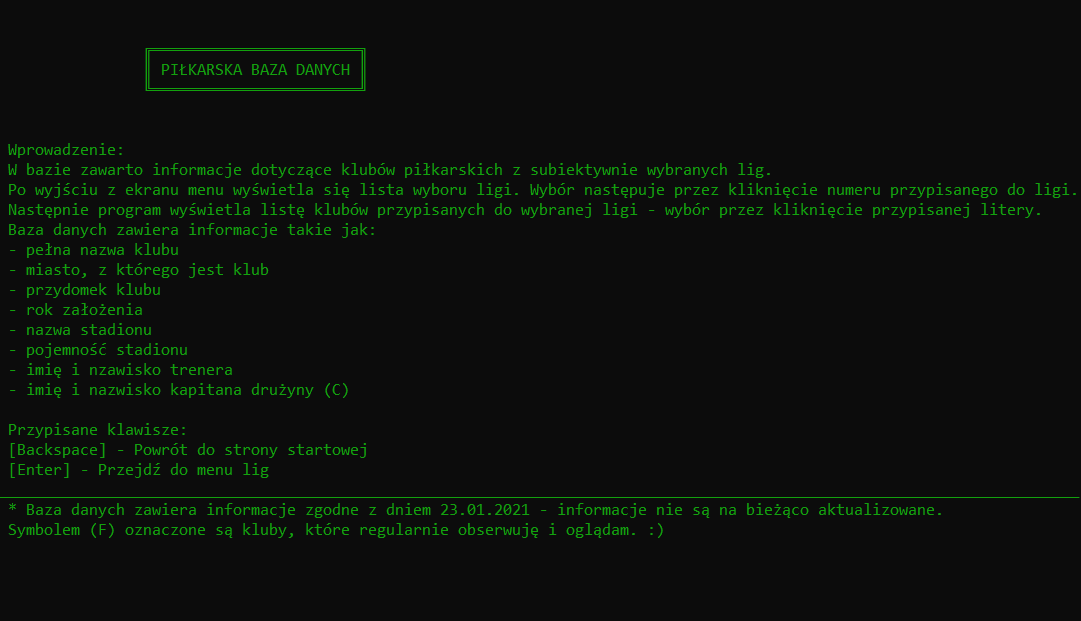 PIŁKARSKA BAZA DANYCH
Wprowadzenie:
W bazie zawarto informacje dotyczące klubów piłkarskich z subiektywnie wybranych lig.
Po wyjściu z ekranu menu wyświetla się lista wyboru ligi. Wybór następuje przez kliknięcie numeru przypisanego do ligi.
Następnie program wyświetla listę klubów przypisanych do wybranej ligi - wybór przez kliknięcie przypisanej litery.
Baza danych zawiera informacje takie jak:
- pełna nazwa klubu
- miasto, z którego jest klub
- przydomek klubu
- rok założenia
- nazwa stadionu
- pojemność stadionu
- imię i nzawisko trenera
- imię i nazwisko kapitana drużyny (C)
Przypisane klawisze:
[Backspace] - Powrót do strony startowej
[Enter] - Przejdź do menu lig
* Baza danych zawiera informacje zgodne z dniem 23.01.2021 - informacje nie są na bieżąco aktualizowane.
Symbolem (F) oznaczone są kluby, które regularnie obserwuję i oglądam. :)